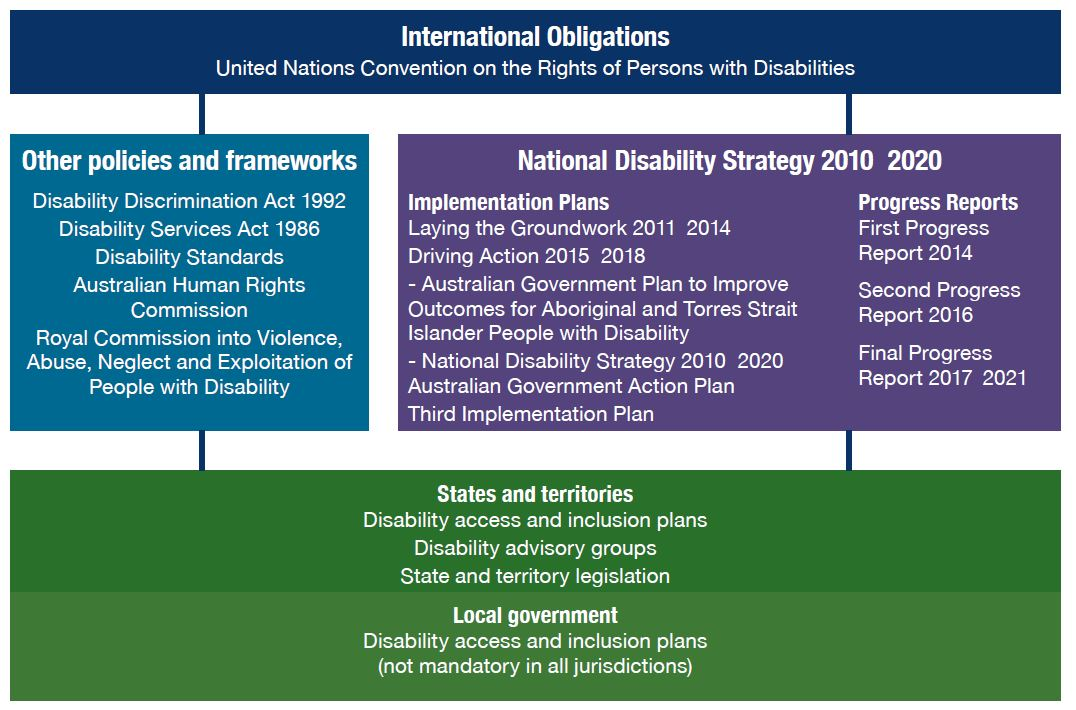 International Obligations
United Nations Convention on the Rights of Persons with Disabilities
Other policies and frameworks
Disability Discrimination Act 1992
Disability Services Act 1986
Disability Standards
Australian Human Rights
Commission
Royal Commission into Violence,
Abuse, Neglect and Exploitation of
People with Disability
National Disability Strategy 2010 2020
Implementation Plans
Laying the Groundwork 2011 2014
Driving Action 2015 2018
- Australian Government Plan to Improve
Outcomes for Aboriginal and Torres Strait
Islander People with Disability
- National Disability Strategy 2010 2020
Australian Government Action Plan
Third Implementation Plan
Progress Reports
First Progress
Report 2014
Second Progress
Report 2016
Final Progress
Report 2017 2021
States and territories
Disability access and inclusion plans
Disability advisory groups
State and territory legislation
Local government
Disability access and inclusion plans
(not mandatory in all jurisdictions)